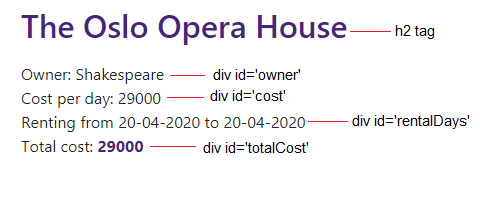 The Oslo Opera House h2 tag
Owner: Shakespeare div id='owner'
Cost per day: 29000 div id='cost'
Renting from 20-04-2020 to 20-04-2020 div id='rentalDays'
Total cost: 29000 div id='totalCost'